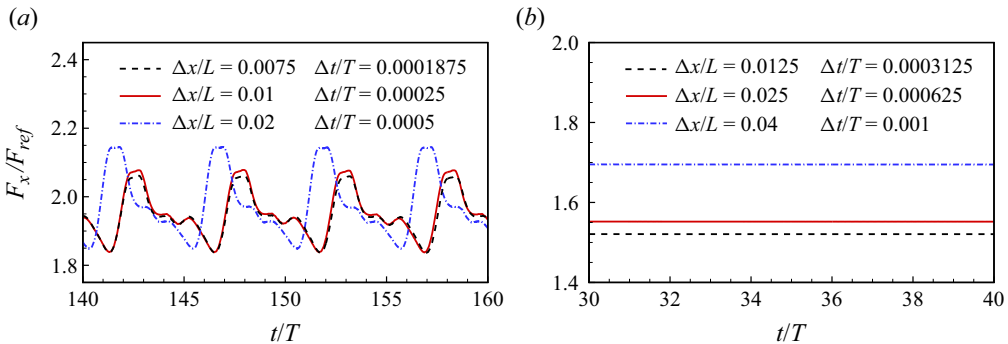 (a)
2.4
2.2
2.0
1.8
F_x/F_ref
Δx/L = 0.0075 Δt/T = 0.0001875
Δx/L = 0.01 Δt/T = 0.00025
Δx/L = 0.02 Δt/T = 0.0005
140 145 150 155 160
t/T
(b)
2.0
1.8
1.6
1.4
Δx/L = 0.0125 Δt/T = 0.0003125
Δx/L = 0.025 Δt/T = 0.000625
Δx/L = 0.04 Δt/T = 0.001
30 32 34 36 38 40
t/T